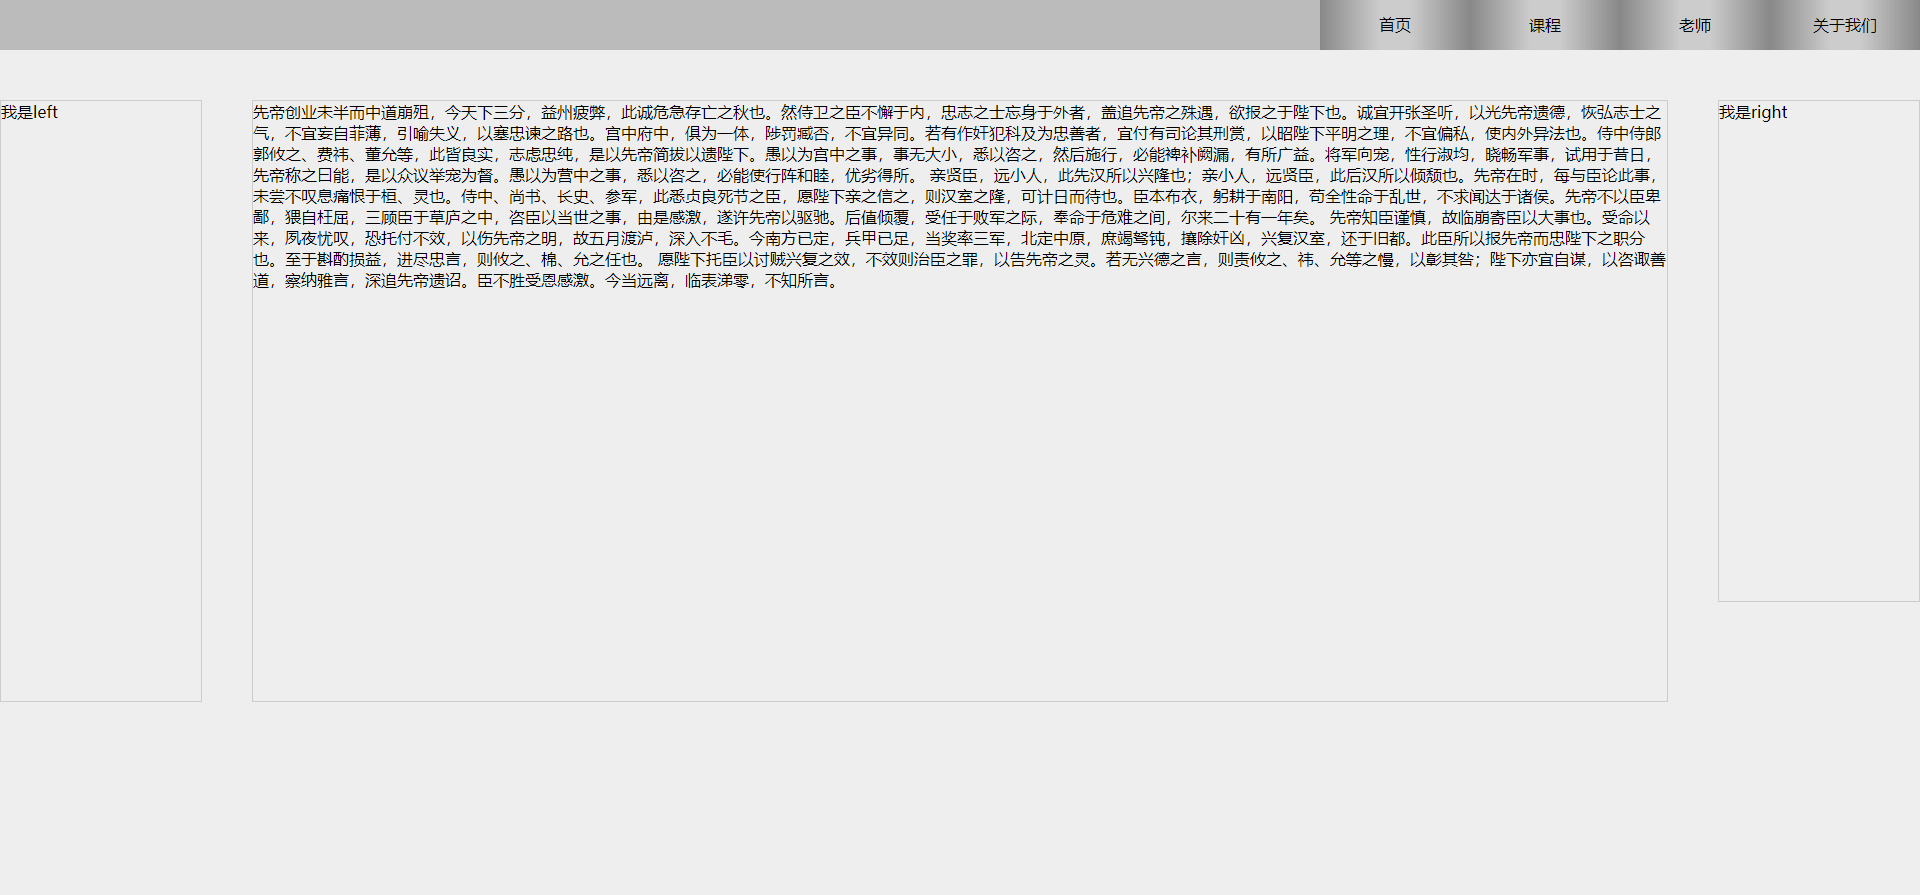 首页
课程
老师
关于我们
我是left
先帝创业未半而中道崩殂，今天下三分，益州疲弊，此诚危急存亡之秋也。然侍卫之臣不懈于内，忠志之士忘身于外者，盖追先帝之殊遇，欲报之于陛下也。诚宜开张圣听，以光先帝遗德，恢弘志士之
气，不宜妄自菲薄，引喻失义，以塞忠谏之路也。宫中府中，俱为一体，陟罚臧否，不宜异同。若有作奸犯科及为忠善者，宜付有司论其刑赏，以昭陛下平明之理，不宜偏私，使内外异法也。侍中侍郎
郭攸之、费祎、董允等，此皆良实，志虑忠纯，是以先帝简拔以遗陛下。愚以为宫中之事，事无大小，悉以咨之，然后施行，必能裨补阙漏，有所广益。将军向宠，性行淑均，晓畅军事，试用于昔日，
先帝称之曰能，是以众议举宠为督。愚以为营中之事，悉以咨之，必能使行阵和睦，优劣得所。 亲贤臣，远小人，此先汉所以兴隆也；亲小人，远贤臣，此后汉所以倾颓也。先帝在时，每与臣论此事，
未尝不叹息痛恨于桓、灵也。侍中、尚书、长史、参军，此悉贞良死节之臣，愿陛下亲之信之，则汉室之隆，可计日而待也。臣本布衣，躬耕于南阳，苟全性命于乱世，不求闻达于诸侯。先帝不以臣卑
鄙，猥自枉屈，三顾臣于草庐之中，咨臣以当世之事，由是感激，遂许先帝以驱驰。后值倾覆，受任于败军之际，奉命于危难之间，尔来二十有一年矣。 先帝知臣谨慎，故临崩寄臣以大事也。受命以
来，夙夜忧叹，恐托付不效，以伤先帝之明，故五月渡泸，深入不毛。今南方已定，兵甲已足，当奖率三军，北定中原，庶竭驽钝，攘除奸凶，兴复汉室，还于旧都。此臣所以报先帝而忠陛下之职分
也。至于斟酌损益，进尽忠言，则攸之、棉、允之任也。 愿陛下托臣以讨贼兴复之效，不效则治臣之罪，以告先帝之灵。若无兴德之言，则责攸之、祎、允等之慢，以彰其咎；陛下亦宜自谋，以咨诹善
道，察纳雅言，深追先帝遗诏。臣不胜受恩感激。今当远离，临表涕零，不知所言。
我是right